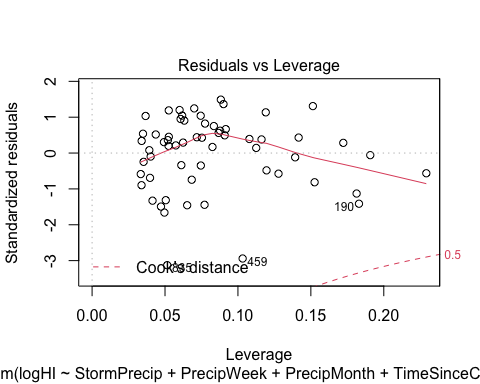 Residuals vs Leverage
Standardized residuals
2
1
0
-1
-2
-3
190
459
0.5
Cook's distance
0.00 0.05 0.10 0.15 0.20
Leverage
m(logHI ~ StormPrecip + PrecipWeek + PrecipMonth + TimeSinceC